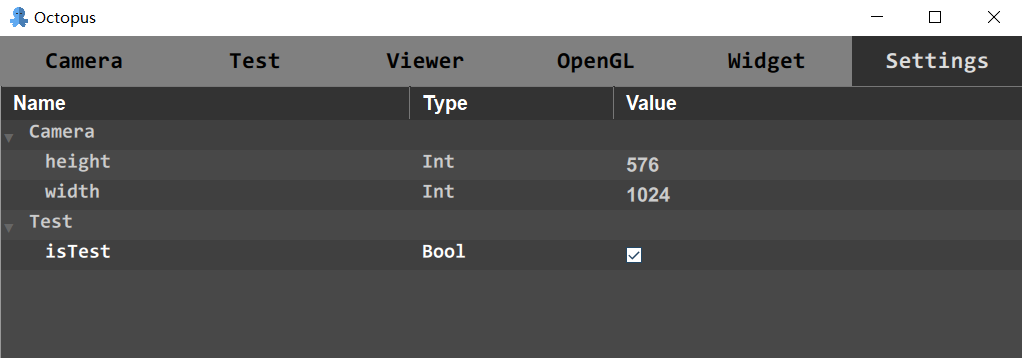 Octopus
Camera Test Viewer OpenGL Widget Settings
Name Type Value
Camera
height Int 576
width Int 1024
Test
isTest Bool